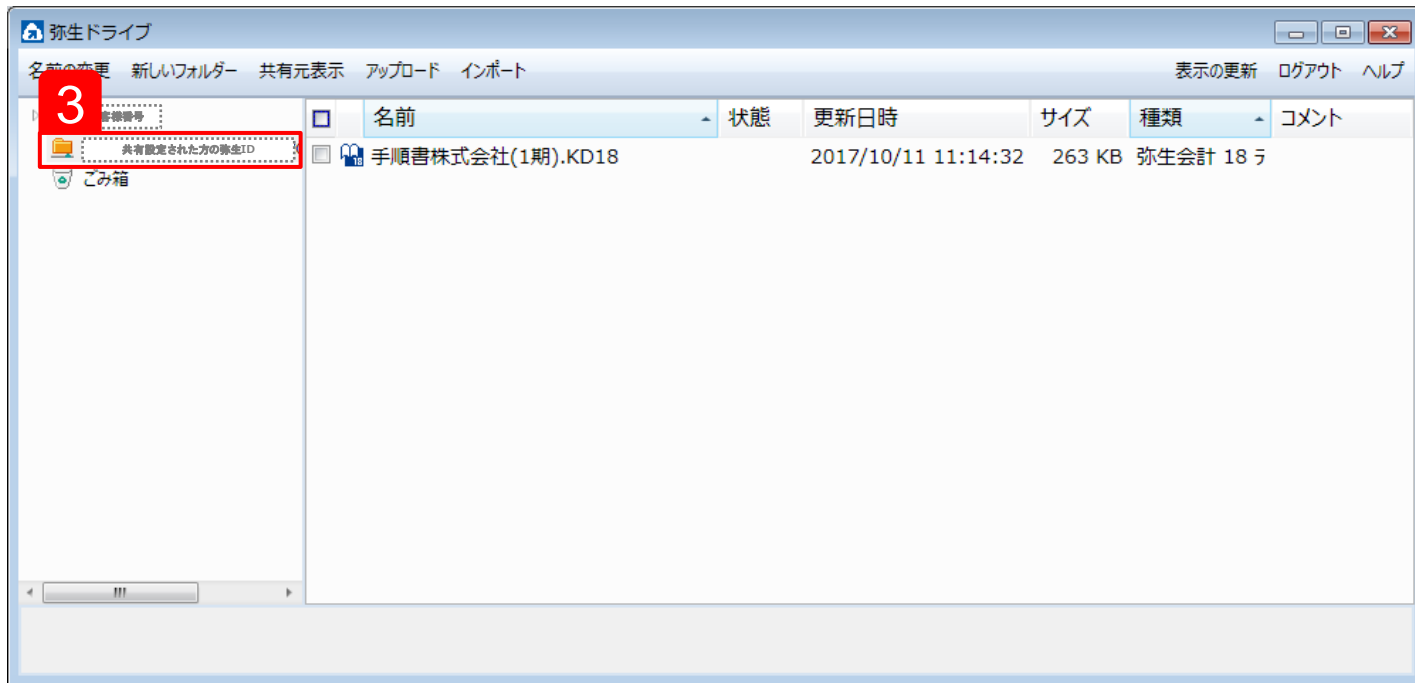 弥生ドライブ
名前の変更 新しいフォルダー 共有元表示 アップロード インポート 表示の更新 ログアウト ヘルプ
3
客様番号
共有設定された方の弥生ID
ごみ箱
名前 状態 更新日時 サイズ 種類 コメント
手順書株式会社(1期).KD18 2017/10/11 11:14:32 263 KB 弥生会計 18 デ